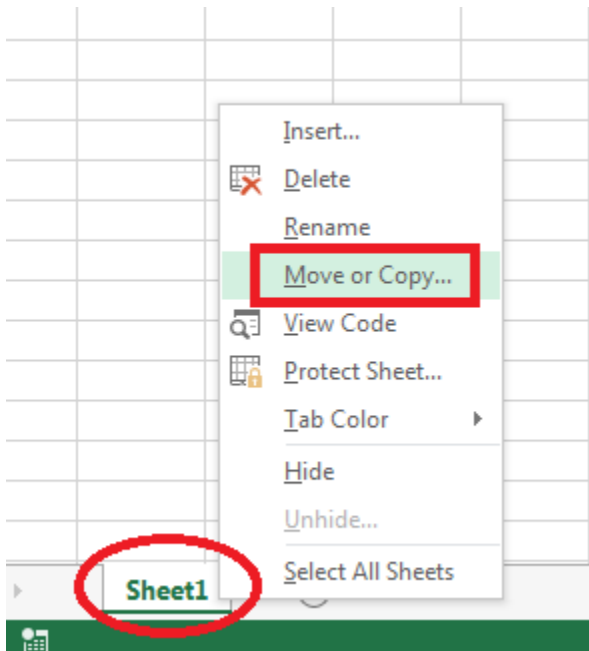 Insert...
Delete
Rename
Move or Copy...
View Code
Protect Sheet...
Tab Color
Hide
Unhide...
Select All Sheets
Sheet1